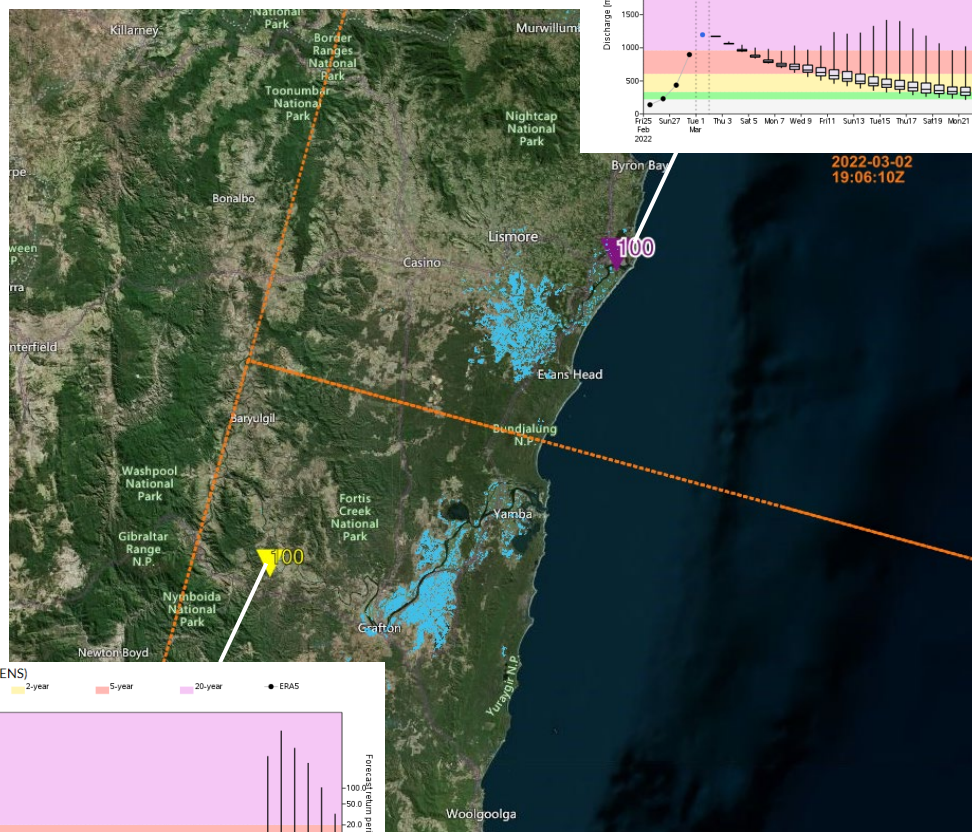 National
Park
Killarney
Border
Ranges
National
Park
Toonumbar
National
Park
Nightcap
National
Park
Byron Bay
2022-03-02
19:06:10Z
Bonalbo
Lismore
100
Casino
Evans Head
Baryulgil
Bundjalung
N.P.
Washpool
National
Park
Fortis
Creek
National
Park
Yamba
Gibraltar
Range
N.P.
100
Nymboida
National
Park
Grafton
Newton Boyd
Yuraygir N.P.
Woolgoolga
1500
1000
500
0
Fri25
Feb
2022
Sun27
Tue 1
Mar
Thu 3
Sat 5
Mon 7
Wed 9
Fri11
Sun13
Tue15
Thu17
Sat19
Mon21
ENS)
2-year
5-year
20-year
ERA5
100.0
50.0
20.0